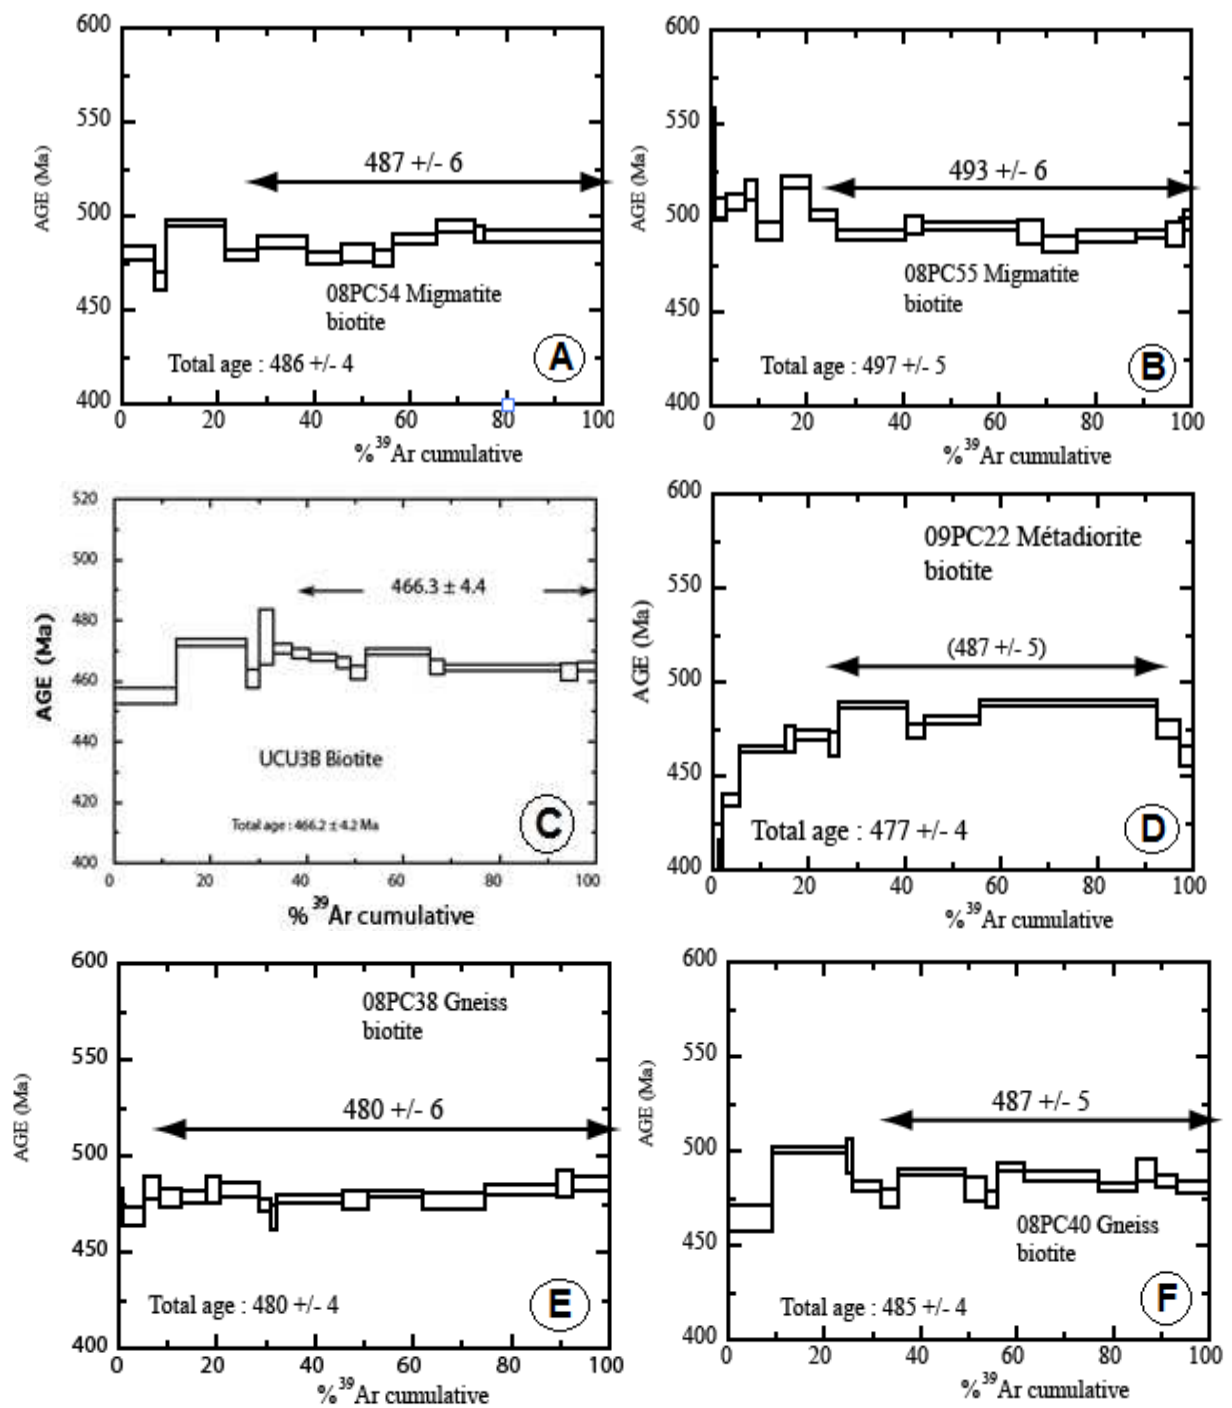 600
550
500
450
400
AGE (Ma)
487 +/- 6
08PC54 Migmatite
biotite
Total age : 486 +/- 4
A
0 20 40 60 80 100
% 39Ar cumulative
600
550
500
450
400
AGE (Ma)
493 +/- 6
08PC55 Migmatite
biotite
Total age : 497 +/- 5
B
0 20 40 60 80 100
% 39Ar cumulative
520
500
480
460
440
420
400
AGE (Ma)
466.3 ± 4.4
UCU3B Biotite
Total age : 466.2 ± 4.2 Ma
C
0 20 40 60 80 100
% 39Ar cumulative
600
550
500
450
400
AGE (Ma)
09PC22 Métadiorite
biotite
(487 +/- 5)
Total age : 477 +/- 4
D
0 20 40 60 80 100
% 39Ar cumulative
600
550
500
450
400
AGE (Ma)
08PC38 Gneiss
biotite
480 +/- 6
Total age : 480 +/- 4
E
0 20 40 60 80 100
% 39Ar cumulative
600
550
500
450
400
AGE (Ma)
487 +/- 5
08PC40 Gneiss
biotite
Total age : 485 +/- 4
F
0 20 40 60 80 100
% 39Ar cumulative